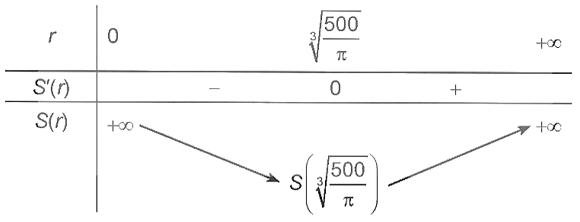 r 0 ∛(500/π) +∞
S′(r) − 0 +
S(r) +∞ +∞
S(∛(500/π))